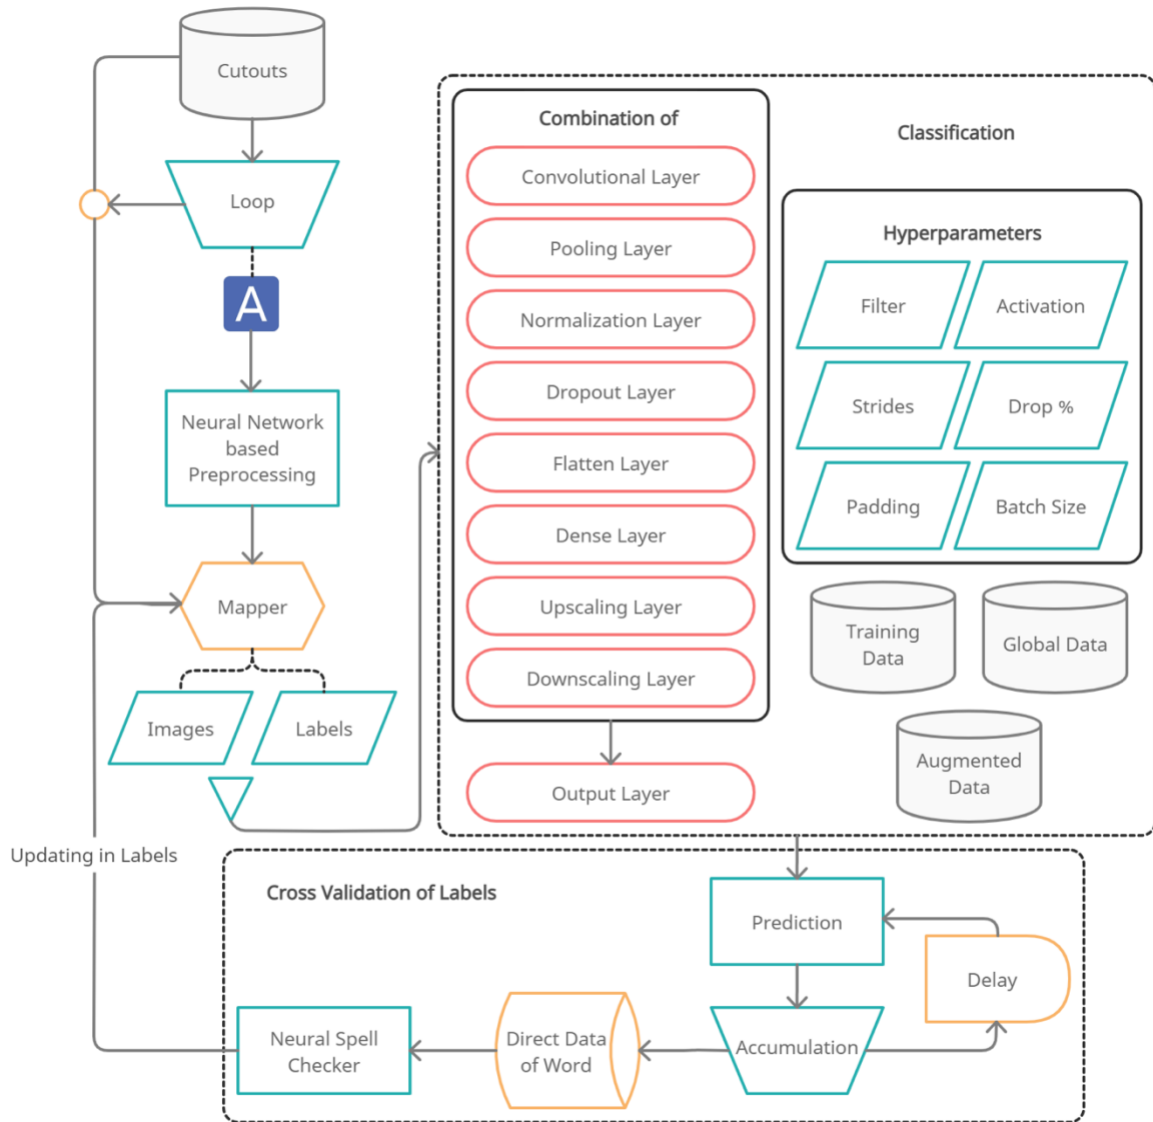 Cutouts
Loop
A
Neural Network
based
Preprocessing
Mapper
Images
Labels
Updating in Labels
Combination of
Convolutional Layer
Pooling Layer
Normalization Layer
Dropout Layer
Flatten Layer
Dense Layer
Upscaling Layer
Downscaling Layer
Output Layer
Classification
Hyperparameters
Filter
Activation
Strides
Drop %
Padding
Batch Size
Training
Data
Global Data
Augmented
Data
Cross Validation of Labels
Prediction
Delay
Accumulation
Direct Data
of Word
Neural Spell
Checker